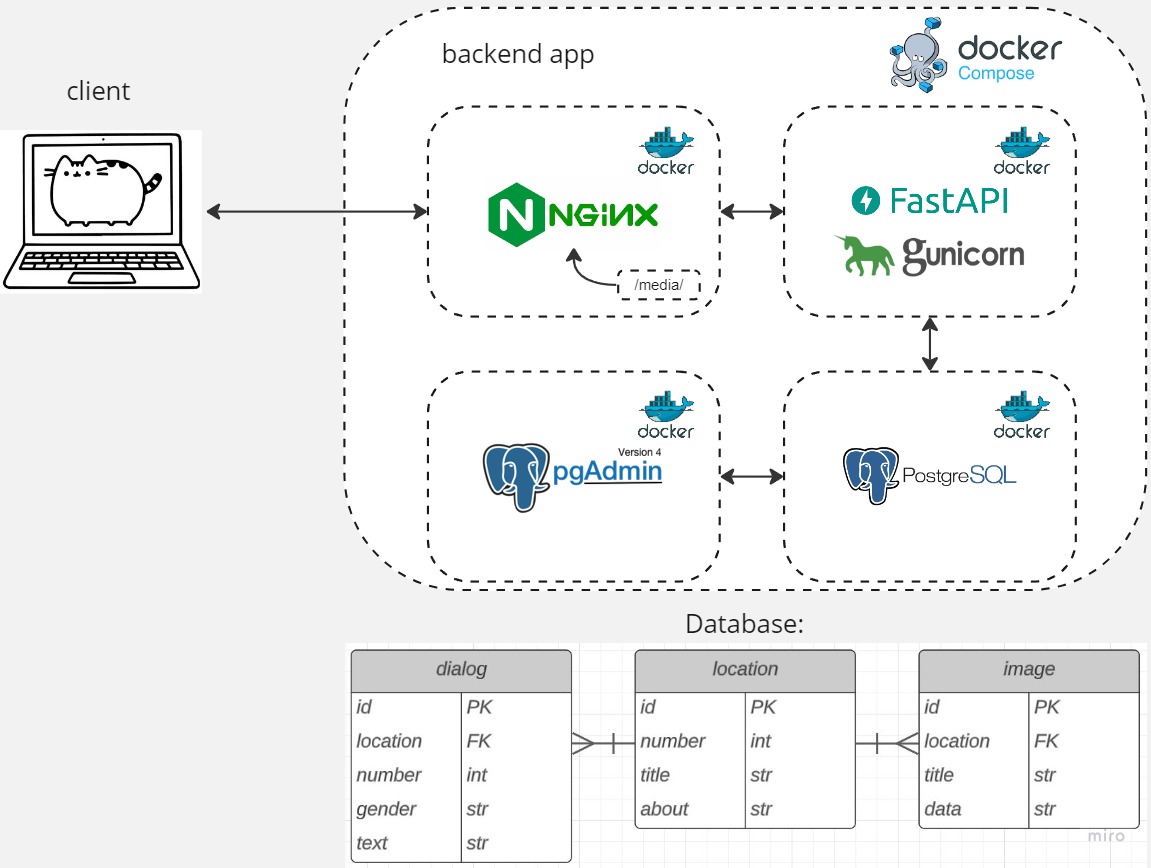 backend app
docker
Compose
client
docker
NGINX
/media/
docker
FastAPI
gunicorn
docker
Version 4
pgAdmin
docker
PostgreSQL
Database:
dialog
id PK
location FK
number int
gender str
text str
location
id PK
number int
title str
about str
image
id PK
location FK
title str
data str
miro